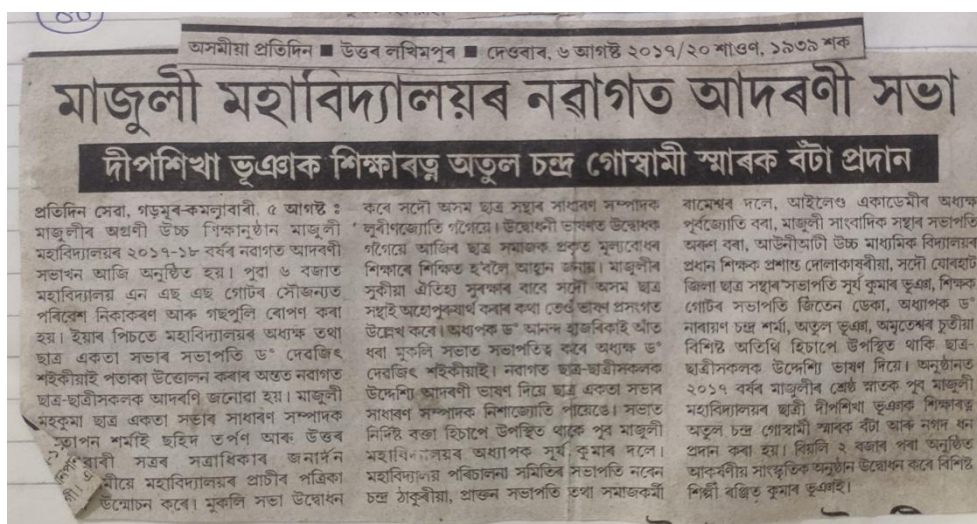 80
অসমীয়া প্ৰতিদিন ■ উত্তৰ লখিমপুৰ ■ দেওবাৰ, ৬ আগষ্ট ২০১৭/২০ শাওণ, ১৯৩৯ শক
মাজুলী মহাবিদ্যালয়ৰ নৱাগত আদৰণী সভা
দীপশিখা ভূঞাক শিক্ষাৰত্ন অতুল চন্দ্ৰ গোস্বামী স্মাৰক বঁটা প্ৰদান
প্ৰতিদিন সেৱা, গড়মূৰ-কমলাবাৰী, ৫ আগষ্ট :
মাজুলীৰ অগ্ৰণী উচ্চ শিক্ষানুষ্ঠান মাজুলী
মহাবিদ্যালয়ৰ ২০১৭-১৮ বৰ্ষৰ নৱাগত আদৰণী
সভাখন আজি অনুষ্ঠিত হয়। পুৱা ৬ বজাত
মহাবিদ্যালয় এন এছ এছ গোটৰ সৌজন্যত
পৰিবেশ নিকাকৰণ আৰু গছপুলি ৰোপণ কৰা
হয়। ইয়াৰ পিচতে মহাবিদ্যালয়ৰ অধ্যক্ষ তথা
ছাত্ৰ একতা সভাৰ সভাপতি ড° দেৱজিৎ
শইকীয়াই পতাকা উত্তোলন কৰাৰ অন্তত নৱাগত
ছাত্ৰ-ছাত্ৰীসকলক আদৰণি জনোৱা হয়। মাজুলী
মহকুমা ছাত্ৰ একতা সভাৰ সাধাৰণ সম্পাদক
তাপন শৰ্মাই ছহিদ তৰ্পণ আৰু উত্তৰ
বাৰী সত্ৰৰ সত্ৰাধিকাৰ জনাৰ্দন
মীয়ে মহাবিদ্যালয়ৰ প্ৰাচীৰ পত্ৰিকা
উন্মোচন কৰে। মুকলি সভা উদ্বোধন
কৰে সদৌ অসম ছাত্ৰ সন্থাৰ সাধাৰণ সম্পাদক
লুৰীণজ্যোতি গগৈয়ে। উদ্বোধনী ভাষণত উদ্বোধক
গগৈয়ে আজিৰ ছাত্ৰ সমাজক প্ৰকৃত মূল্যবোধৰ
শিক্ষাৰে শিক্ষিত হ'বলৈ আহ্বান জনায়। মাজুলীৰ
সুকীয়া ঐতিহ্য সুৰক্ষাৰ বাবে সদৌ অসম ছাত্ৰ
সন্থাই অহোপুৰুষাৰ্থ কৰাৰ কথা তেওঁ ভাষণ প্ৰসংগত
উল্লেখ কৰে। অধ্যাপক ড° আনন্দ হাজৰিকাই আঁত
ধৰা মুকলি সভাত সভাপতিত্ব কৰে অধ্যক্ষ ড°
দেৱজিৎ শইকীয়াই। নৱাগত ছাত্ৰ-ছাত্ৰীসকলক
উদ্দেশ্যি আদৰণী ভাষণ দিয়ে ছাত্ৰ একতা সভাৰ
সাধাৰণ সম্পাদক নিশাজ্যোতি পায়েঙে। সভাত
নিৰ্দিষ্ট বক্তা হিচাপে উপস্থিত থাকে পূব মাজুলী
মহাবিদ্যালয়ৰ অধ্যাপক সূৰ্য কুমাৰ দলে।
মহাবিদ্যালয় পৰিচালনা সমিতিৰ সভাপতি নৰেন
চন্দ্ৰ ঠাকুৰীয়া, প্ৰাক্তন সভাপতি তথা সমাজকৰ্মী
বামেশ্বৰ দলে, আইলেণ্ড একাডেমীৰ অধ্যক্ষ
পূৰ্বজ্যোতি বৰা, মাজুলী সাংবাদিক সন্থাৰ সভাপতি
অৰুণ বৰা, আউনীআটী উচ্চ মাধ্যমিক বিদ্যালয়ৰ
প্ৰধান শিক্ষক প্ৰশান্ত দোলাকাষৰীয়া, সদৌ যোৰহাট
জিলা ছাত্ৰ সন্থাৰ সভাপতি সূৰ্য কুমাৰ ভূঞা, শিক্ষক
গোটৰ সভাপতি জিতেন ডেকা, অধ্যাপক ড°
নাৰায়ণ চন্দ্ৰ শৰ্মা, অতুল ভূঞা, অমৃতেশ্বৰ চুতীয়া
বিশিষ্ট অতিথি হিচাপে উপস্থিত থাকি ছাত্ৰ-
ছাত্ৰীসকলক উদ্দেশ্যি ভাষণ দিয়ে। অনুষ্ঠানত
২০১৭ বৰ্ষৰ মাজুলীৰ শ্ৰেষ্ঠ স্নাতক পূব মাজুলী
মহাবিদ্যালয়ৰ ছাত্ৰী দীপশিখা ভূঞাক শিক্ষাৰত্ন
অতুল চন্দ্ৰ গোস্বামী স্মাৰক বঁটা আৰু নগদ ধন
প্ৰদান কৰা হয়। বিয়লি ২ বজাৰ পৰা অনুষ্ঠিত
আকৰ্ষণীয় সাংস্কৃতিক অনুষ্ঠান উদ্বোধন কৰে বিশিষ্ট
শিল্পী ৰঞ্জিত কুমাৰ ভূঞাই।